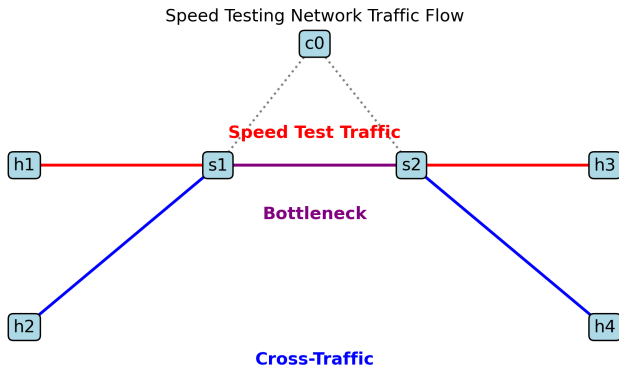 Speed Testing Network Traffic Flow
c0
Speed Test Traffic
h1
s1
s2
h3
Bottleneck
h2
h4
Cross-Traffic